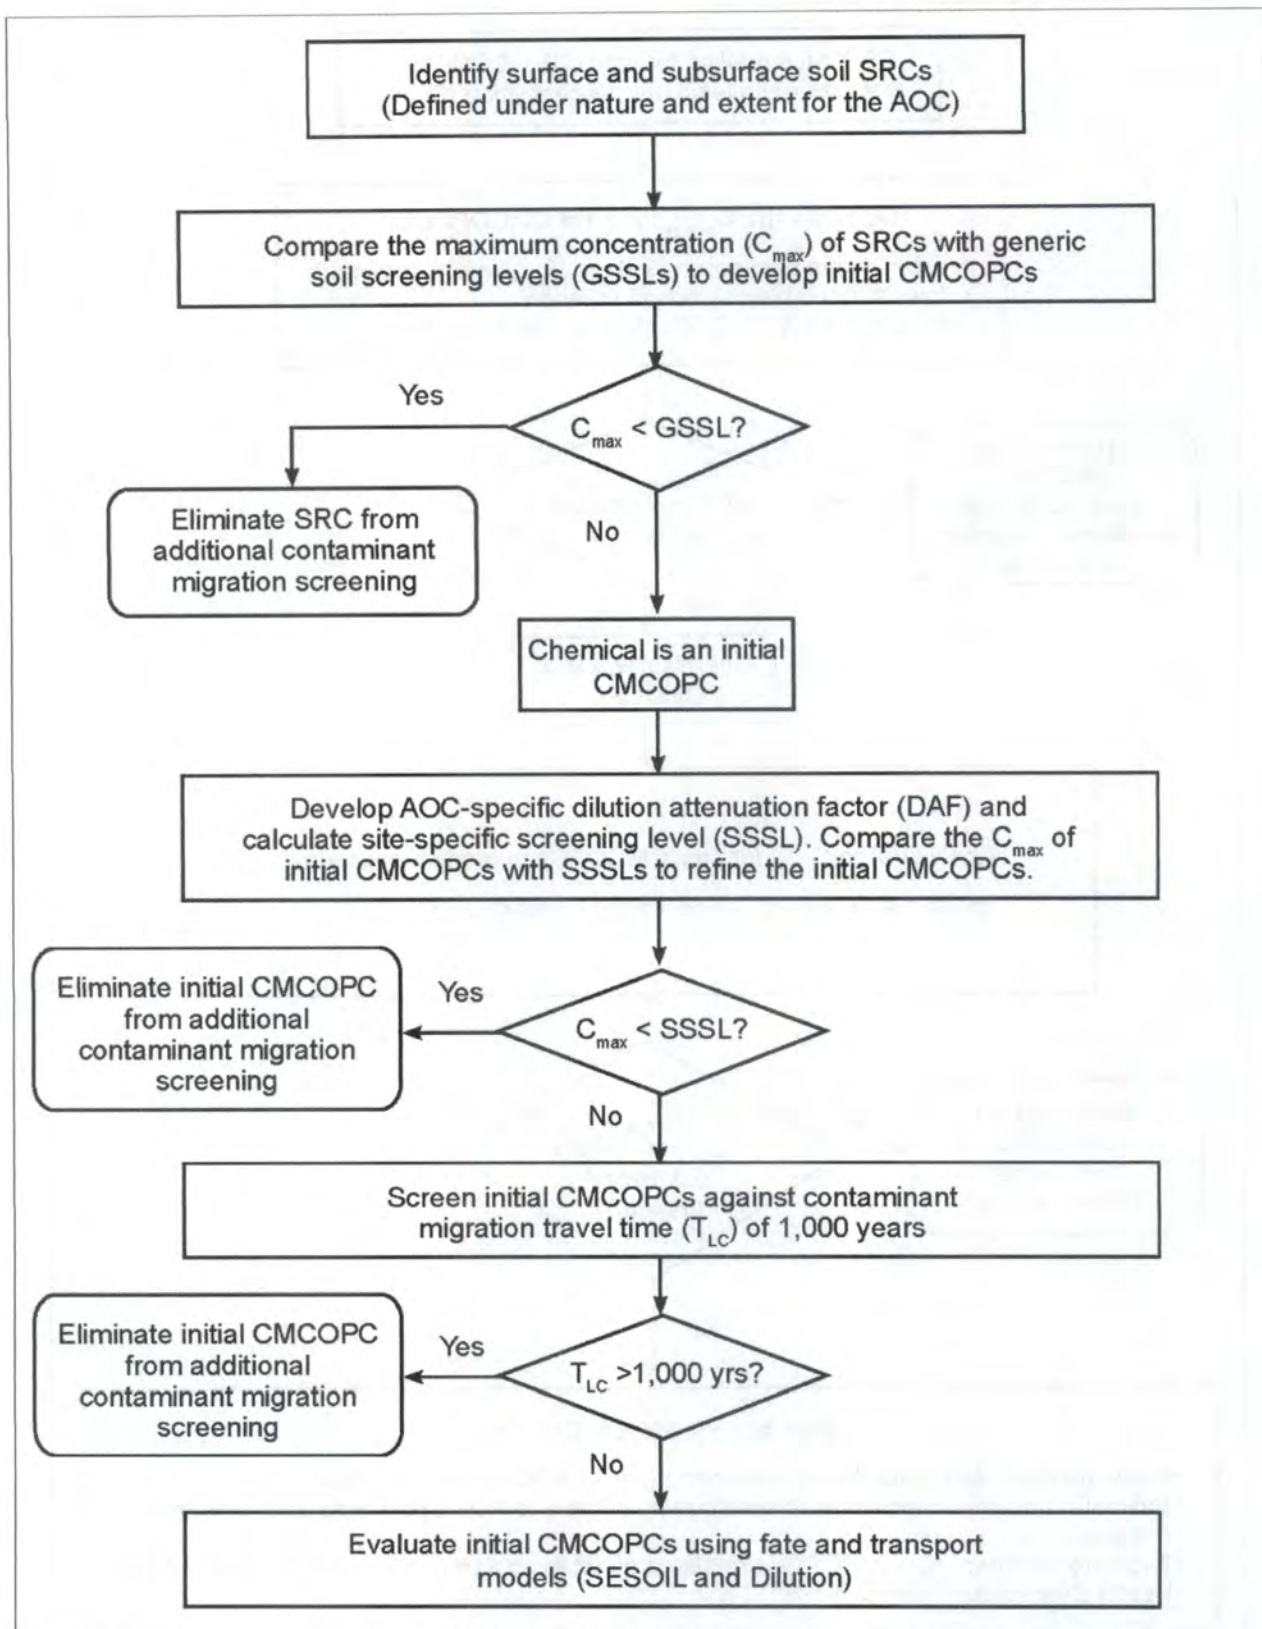 Identify surface and subsurface soil SRCs
(Defined under nature and extent for the AOC)
Compare the maximum concentration (Cmax) of SRCs with generic
soil screening levels (GSSLs) to develop initial CMCOPCs
Yes
Cmax < GSSL?
Eliminate SRC from
additional contaminant
migration screening
No
Chemical is an initial
CMCOPC
Develop AOC-specific dilution attenuation factor (DAF) and
calculate site-specific screening level (SSSL). Compare the Cmax of
initial CMCOPCs with SSSLs to refine the initial CMCOPCs.
Eliminate initial CMCOPC
from additional
contaminant migration
screening
Yes
Cmax < SSSL?
No
Screen initial CMCOPCs against contaminant
migration travel time (TLC) of 1,000 years
Eliminate initial CMCOPC
from additional
contaminant migration
screening
Yes
TLC >1,000 yrs?
No
Evaluate initial CMCOPCs using fate and transport
models (SESOIL and Dilution)